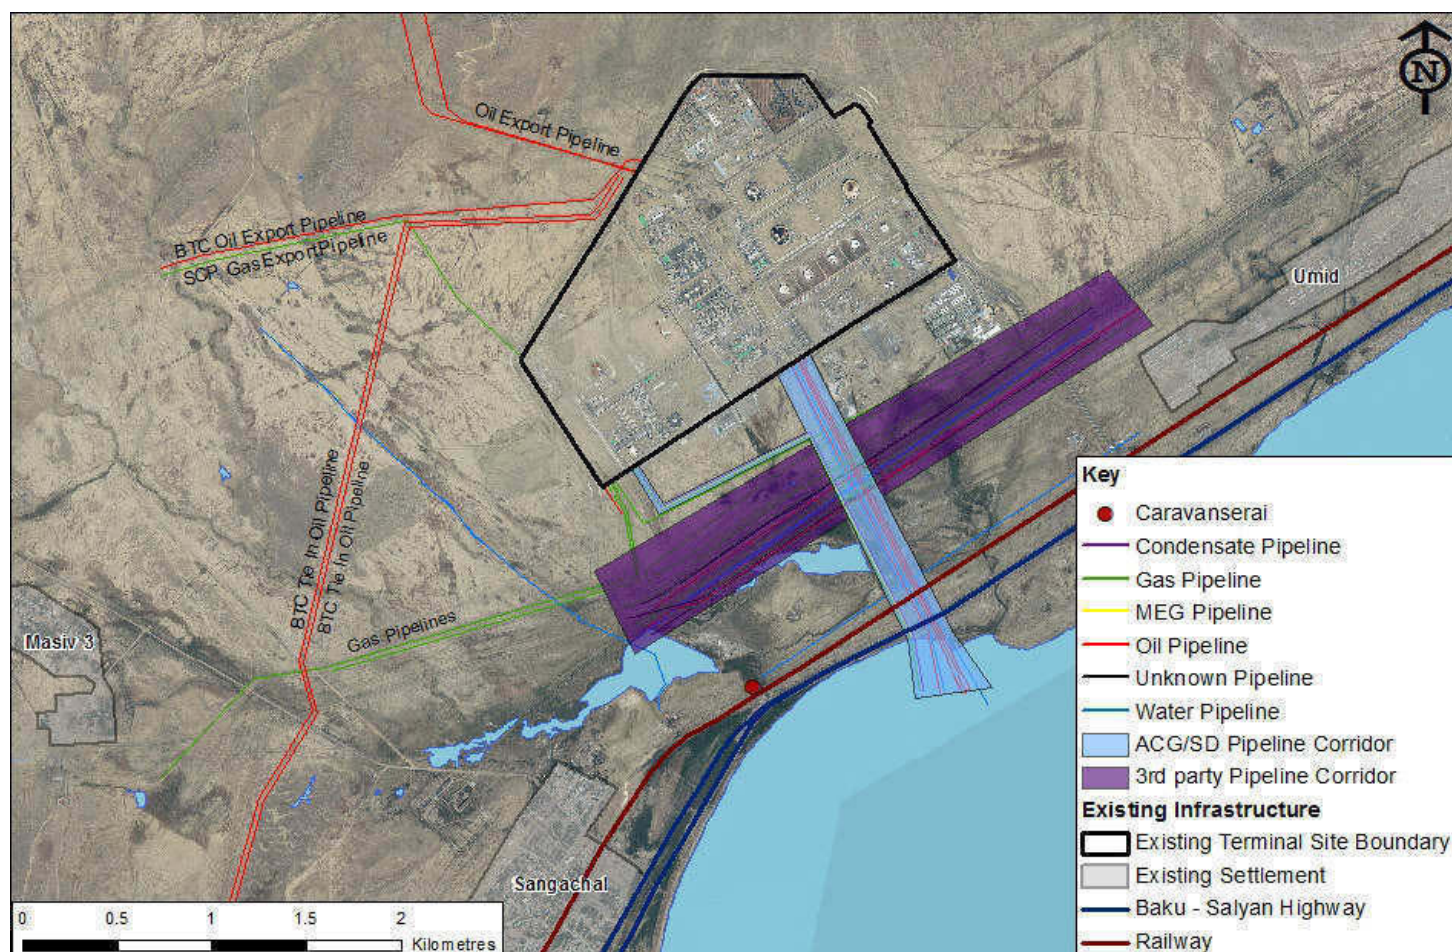 N
Oil Export Pipeline
BTC Oil Export Pipeline
SCP Gas Export Pipeline
Umid
BTC Tie In Oil Pipeline
BTC Tie In Oil Pipeline
Gas Pipelines
Masiv 3
Sangachal
Key
Caravanserai
Condensate Pipeline
Gas Pipeline
MEG Pipeline
Oil Pipeline
Unknown Pipeline
Water Pipeline
ACG/SD Pipeline Corridor
3rd party Pipeline Corridor
Existing Infrastructure
Existing Terminal Site Boundary
Existing Settlement
Baku - Salyan Highway
Railway
0 0.5 1 1.5 2
Kilometres